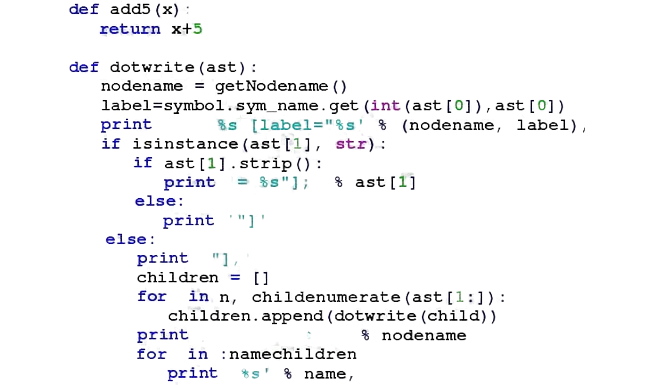 def add5(x):
    return x+5

def dotwrite(ast):
    nodename = getNodename()
    label=symbol.sym_name.get(int(ast[0]),ast[0])
    print %s [label="%s' % (nodename, label),
    if isinstance(ast[1], str):
        if ast[1].strip():
            print = %s"]; % ast[1]
        else:
            print '"]'
    else:
        print "],
        children = []
        for in n, childenumerate(ast[1:]):
            children.append(dotwrite(child))
        print % nodename
        for in :namechildren
            print %s' % name,